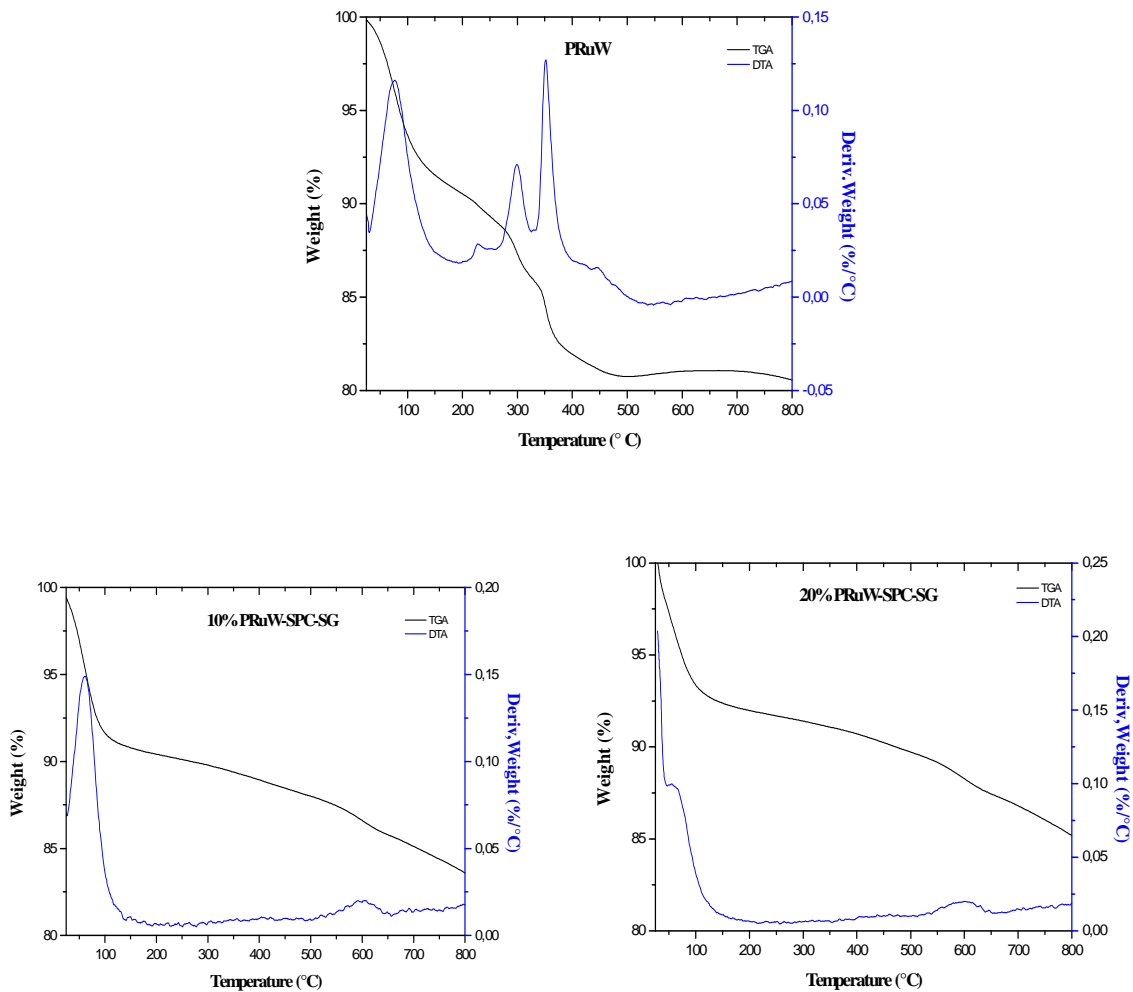 PRuW
TGA
DTA
100
95
90
85
80
Weight (%)
0,15
0,10
0,05
0,00
-0,05
Deriv.Weight (%/°C)
100 200 300 400 500 600 700 800
Temperature (° C)
10% PRuW-SPC-SG
TGA
DTA
100
95
90
85
80
Weight (%)
0,20
0,15
0,10
0,05
0,00
Deriv,Weight (%/°C)
100 200 300 400 500 600 700 800
Temperature (°C)
20% PRuW-SPC-SG
TGA
DTA
100
95
90
85
80
Weight (%)
0,25
0,20
0,15
0,10
0,05
0,00
Deriv,Weight (%/°C)
100 200 300 400 500 600 700 800
Temperature (°C)